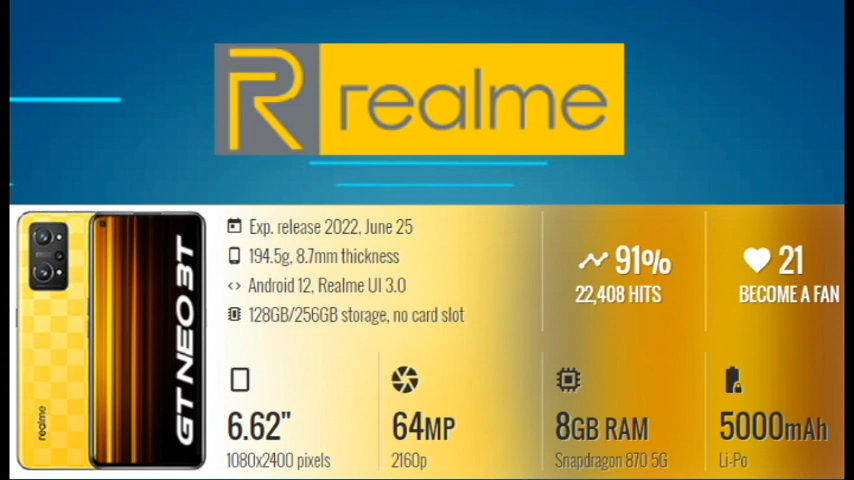 R realme
Exp. release 2022, June 25
194.5g, 8.7mm thickness
Android 12, Realme UI 3.0
128GB/256GB storage, no card slot
91%
22,408 HITS
21
BECOME A FAN
realme
GT NEO 3T
6.62"
1080x2400 pixels
64MP
2160p
8GB RAM
Snapdragon 870 5G
5000mAh
Li-Po